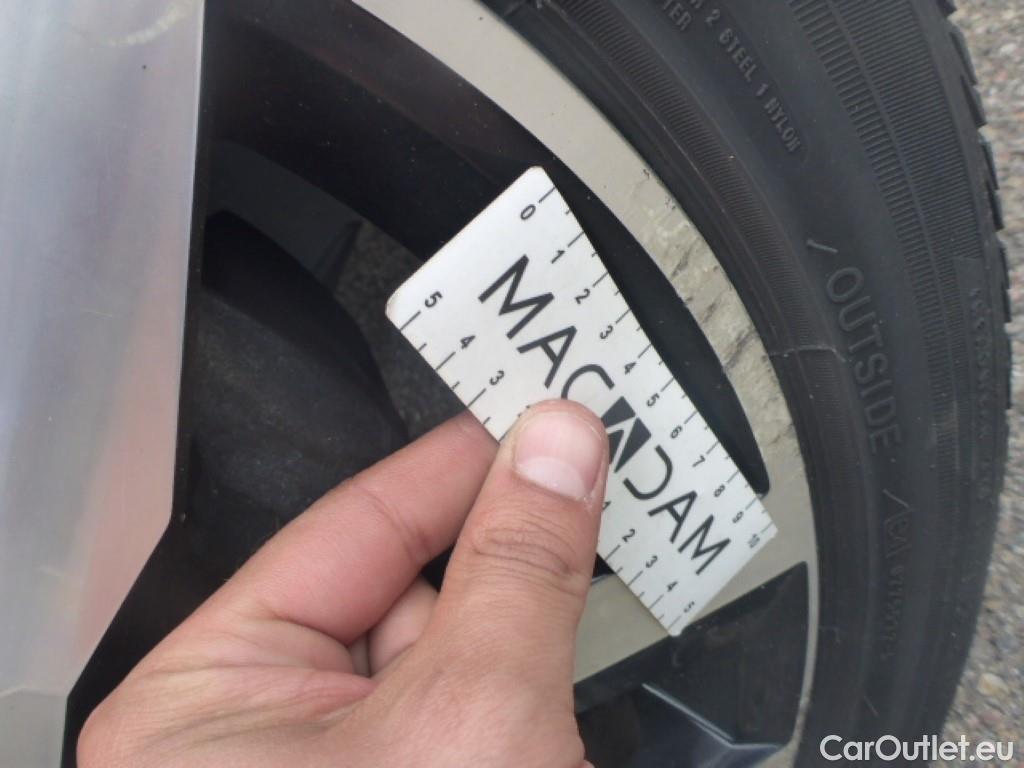 2 STEEL 1 NYLON
OUTSIDE
0 1 2 3 4 5 6 7 8 9 10
MACADAM
5 4 3
1 2 3 4 5
CarOutlet.eu